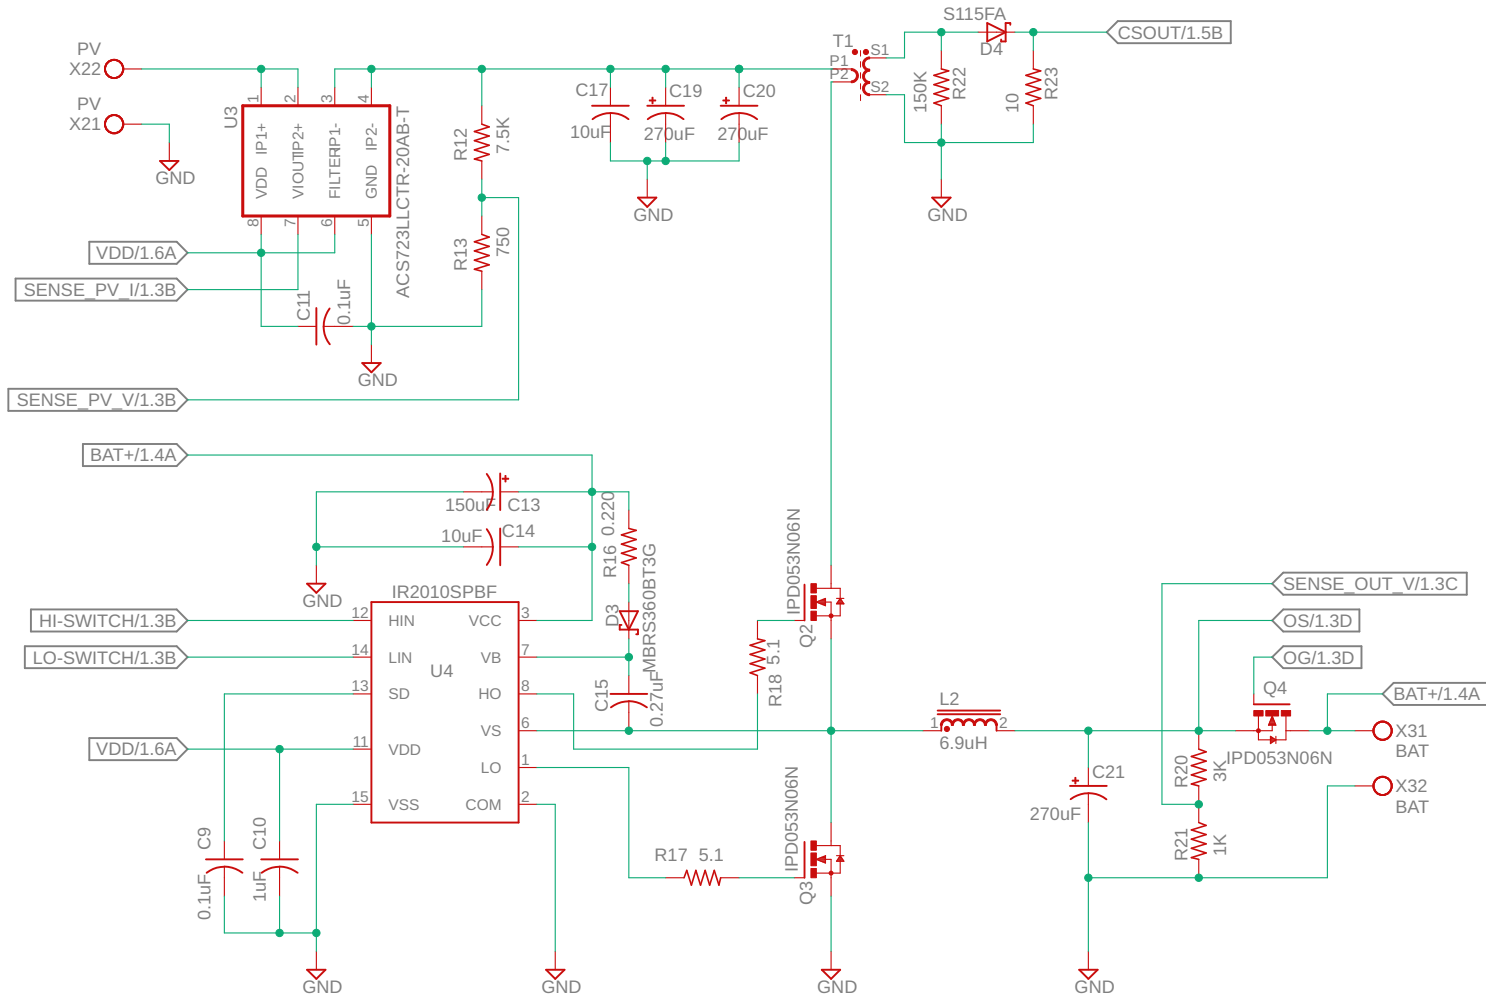 S115FA
D4
CSOUT/1.5B
T1
S1
P1
P2
S2
150K
R22
10
R23
PV
X22
PV
X21
GND
1
2
3
4
U3
IP1+
IP2+
IP1-
IP2-
VDD
VIOUT
FILTER
GND
8
7
6
5
ACS723LLCTR-20AB-T
R12
7.5K
R13
750
C17
10uF
C19
270uF
C20
270uF
GND
GND
VDD/1.6A
SENSE_PV_I/1.3B
C11
0.1uF
GND
SENSE_PV_V/1.3B
BAT+/1.4A
150uF
C13
10uF
C14
R16
0.220
GND
D3
MBRS360BT3G
IR2010SPBF
HI-SWITCH/1.3B
12
HIN
VCC
3
LO-SWITCH/1.3B
14
LIN
U4
VB
7
13
SD
HO
8
VS
6
VDD/1.6A
11
VDD
LO
1
15
VSS
COM
2
C15
0.27uF
IPD053N06N
Q2
R18
5.1
L2
1
2
6.9uH
SENSE_OUT_V/1.3C
OS/1.3D
OG/1.3D
Q4
IPD053N06N
BAT+/1.4A
X31
BAT
X32
BAT
R20
3K
R21
1K
C21
270uF
R17
5.1
IPD053N06N
Q3
C9
0.1uF
C10
1uF
GND
GND
GND
GND